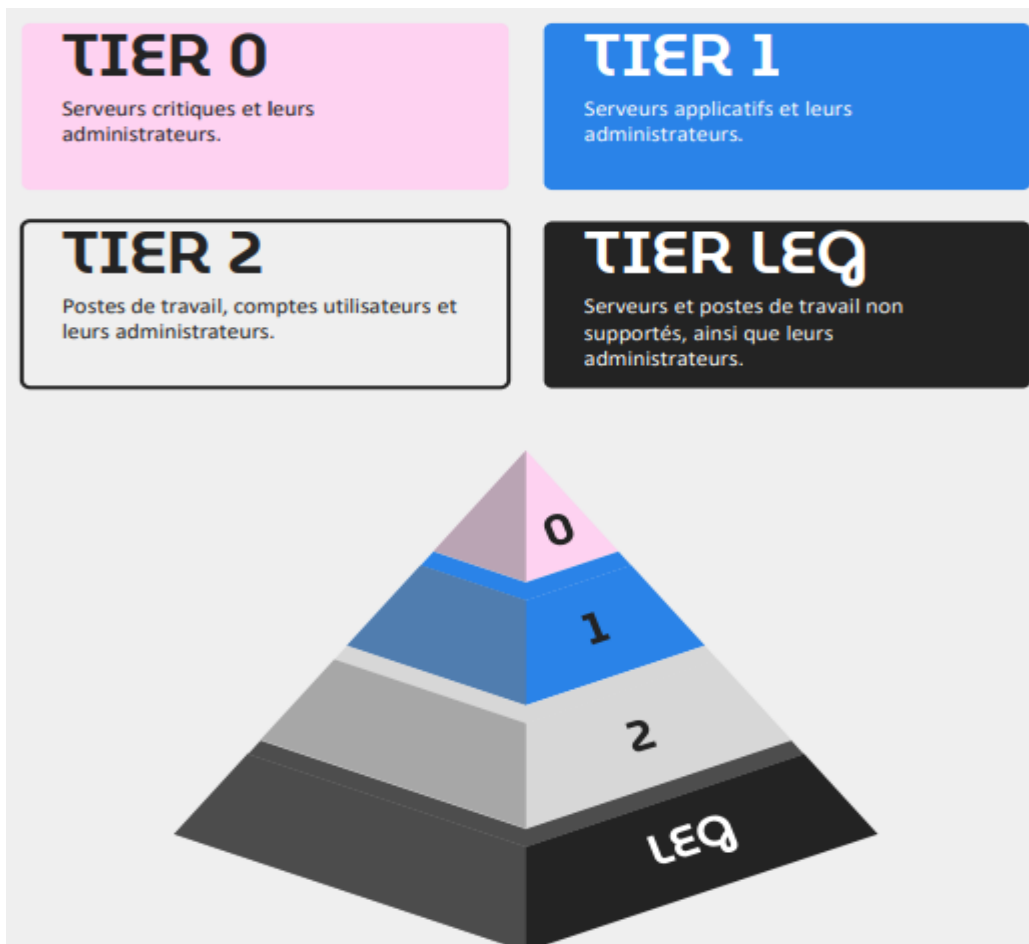 TIER 0
Serveurs critiques et leurs
administrateurs.
TIER 1
Serveurs applicatifs et leurs
administrateurs.
TIER 2
Postes de travail, comptes utilisateurs et
leurs administrateurs.
TIER LEG
Serveurs et postes de travail non
supportés, ainsi que leurs
administrateurs.
0
1
2
LEG